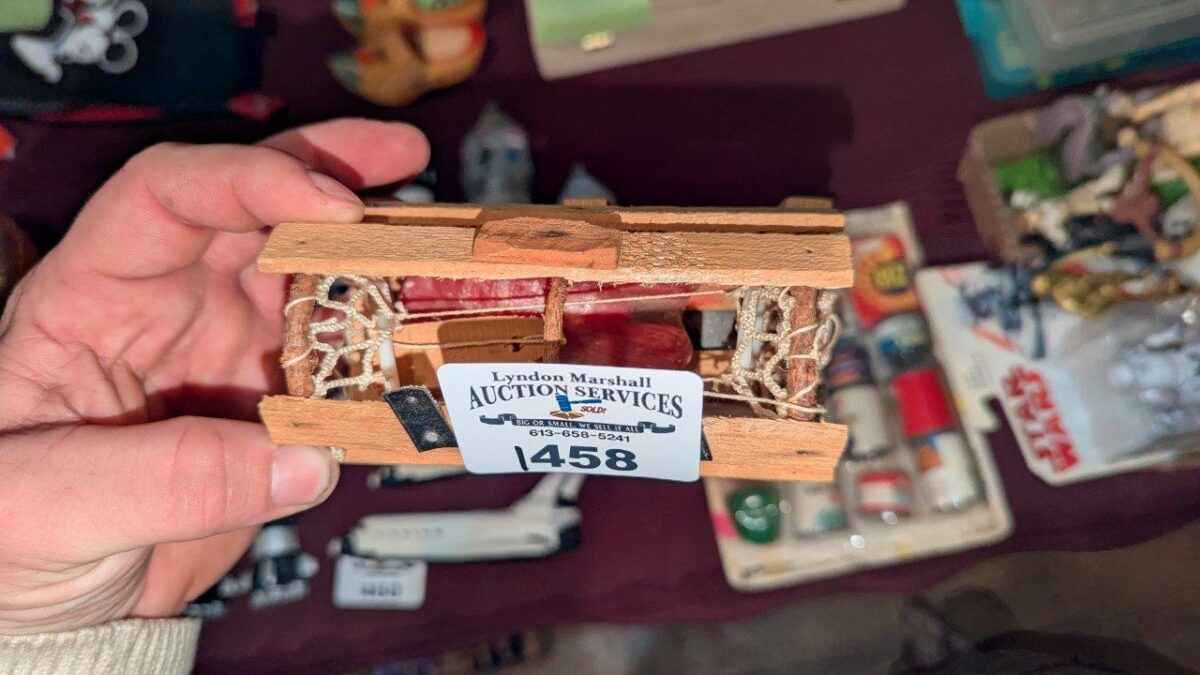 Lyndon Marshall
AUCTION SERVICES
SOLD!
BIG OR SMALL, WE SELL IT ALL
613-658-5241
1458
STAR
WARS